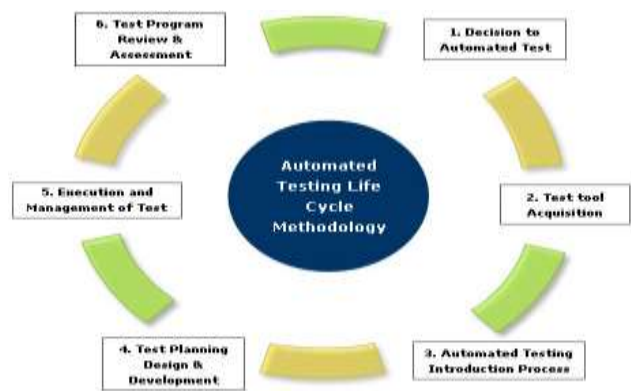 6. Test Program
Review &
Assessment
1. Decision to
Automated Test
Automated
Testing Life
Cycle
Methodology
5. Execution and
Management of Test
2. Test tool
Acquisition
4. Test Planning
Design &
Development
3. Automated Testing
Introduction Process